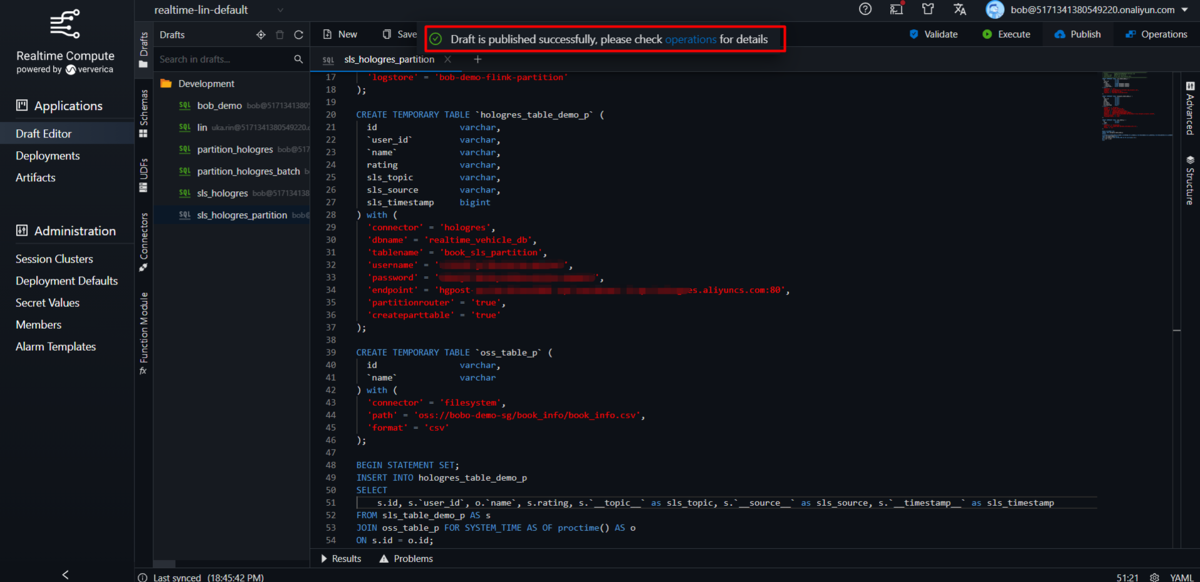 realtime-lin-default
bob@5171341380549220.onaliyun.com
Realtime Compute
powered by ververica
Applications
Draft Editor
Deployments
Artifacts
Administration
Session Clusters
Deployment Defaults
Secret Values
Members
Alarm Templates
Drafts
Schemas
UDFs
Connectors
Function Module
Drafts
Search in drafts...
Development
SQL bob_demo bob@5171341380
SQL lin uka.rin@5171341380549220.o
SQL partition_hologres bob@517
SQL partition_hologres_batch b
SQL sls_hologres bob@51713413
SQL sls_hologres_partition bob@
New
Save
Draft is published successfully, please check operations for details
Validate
Execute
Publish
Operations
SQL sls_hologres_partition
17 'logstore' = 'bob-demo-flink-partition'
18 );
19
20 CREATE TEMPORARY TABLE `hologres_table_demo_p` (
21 id varchar,
22 `user_id` varchar,
23 `name` varchar,
24 rating varchar,
25 sls_topic varchar,
26 sls_source varchar,
27 sls_timestamp bigint
28 ) with (
29 'connector' = 'hologres',
30 'dbname' = 'realtime_vehicle_db',
31 'tablename' = 'book_sls_partition',
32 'username' = ' ',
33 'password' = ' ',
34 'endpoint' = 'hgpost es.aliyuncs.com:80',
35 'partitionrouter' = 'true',
36 'createparttable' = 'true'
37 );
38
39 CREATE TEMPORARY TABLE `oss_table_p` (
40 id varchar,
41 `name` varchar
42 ) with (
43 'connector' = 'filesystem',
44 'path' = 'oss://bobo-demo-sg/book_info/book_info.csv',
45 'format' = 'csv'
46 );
47
48 BEGIN STATEMENT SET;
49 INSERT INTO hologres_table_demo_p
50 SELECT
51 s.id, s.`user_id`, o.`name`, s.rating, s.`__topic__` as sls_topic, s.`__source__` as sls_source, s.`__timestamp__` as sls_timestamp
52 FROM sls_table_demo_p AS s
53 JOIN oss_table_p FOR SYSTEM_TIME AS OF proctime() AS o
54 ON s.id = o.id;
Advanced
Structure
Results
Problems
Last synced (18:45:42 PM)
51:21
YAML